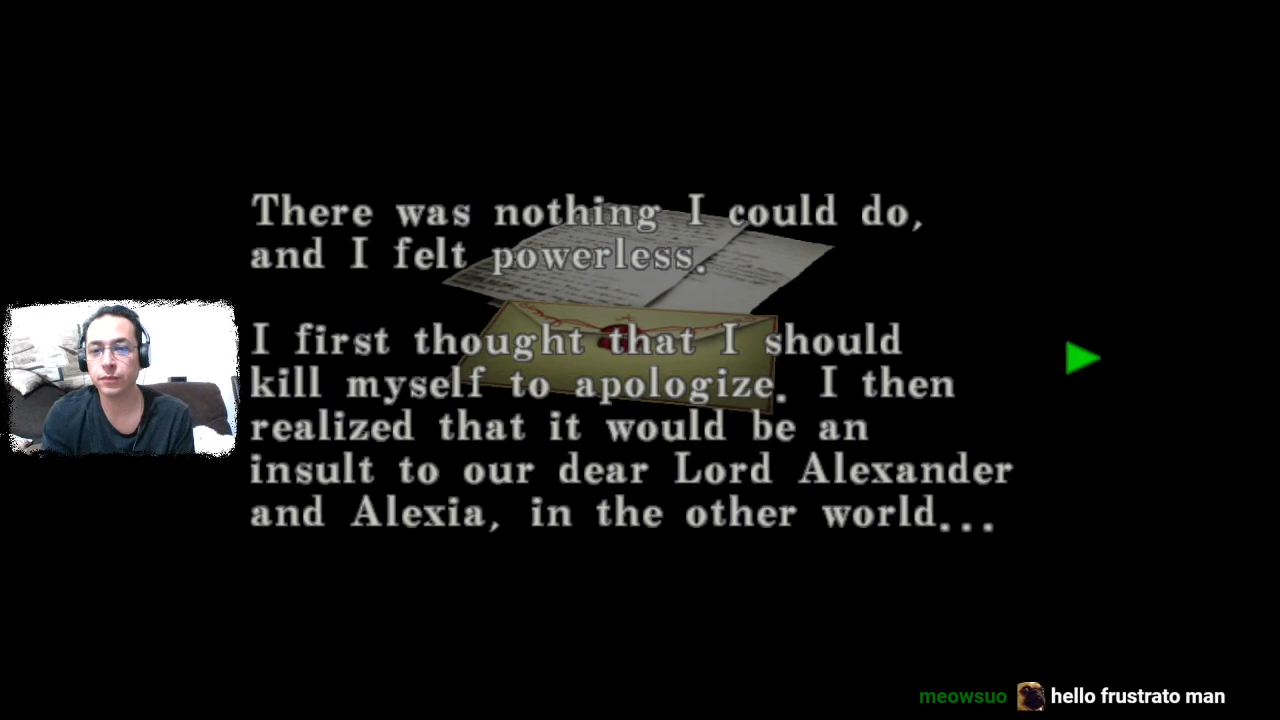 There was nothing I could do,
and I felt powerless.
I first thought that I should
kill myself to apologize. I then
realized that it would be an
insult to our dear Lord Alexander
and Alexia, in the other world...
meowsuo hello frustrato man